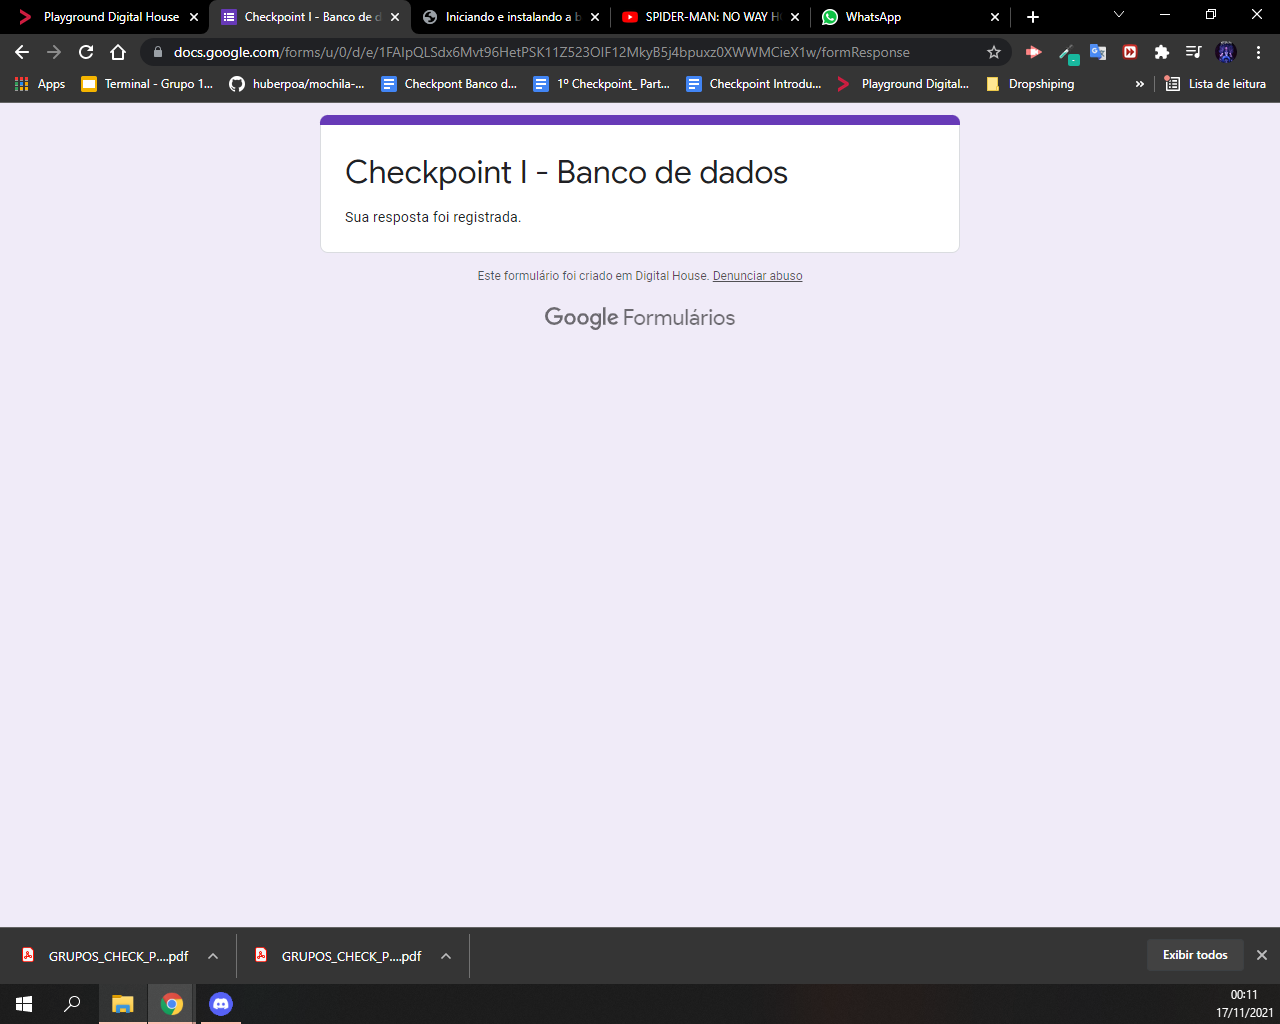 Playground Digital House
Checkpoint I - Banco de d
Iniciando e instalando a b
SPIDER-MAN: NO WAY H
WhatsApp
docs.google.com/forms/u/0/d/e/1FAIpQLSdx6Mvt96HetPSK11Z523OIF12MkyB5j4bpuxz0XWWMCieX1w/formResponse
Apps
Terminal - Grupo 1...
huberpoa/mochila-...
Checkpont Banco d...
1º Checkpoint_ Part...
Checkpoint Introdu...
Playground Digital...
Dropshiping
»
Lista de leitura
Checkpoint I - Banco de dados
Sua resposta foi registrada.
Este formulário foi criado em Digital House. Denunciar abuso
Google Formulários
GRUPOS_CHECK_P....pdf
GRUPOS_CHECK_P....pdf
Exibir todos
00:11
17/11/2021